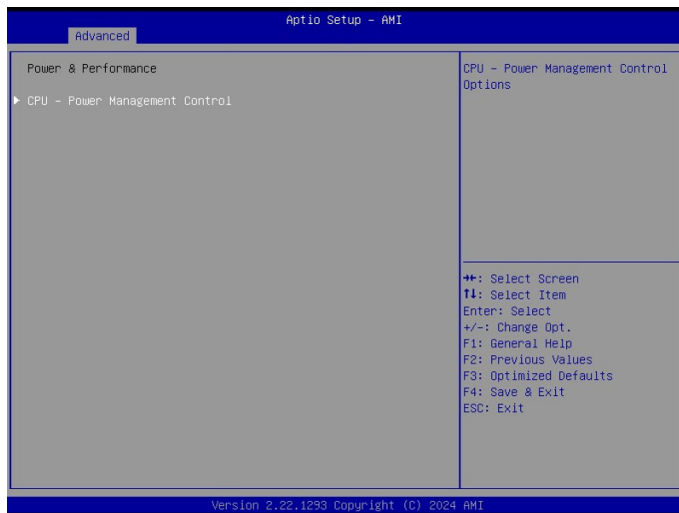 Aptio Setup – AMI
Advanced
Power & Performance
▶ CPU – Power Management Control
CPU – Power Management Control
Options
→←: Select Screen
↑↓: Select Item
Enter: Select
+/-: Change Opt.
F1: General Help
F2: Previous Values
F3: Optimized Defaults
F4: Save & Exit
ESC: Exit
Version 2.22.1293 Copyright (C) 2024 AMI